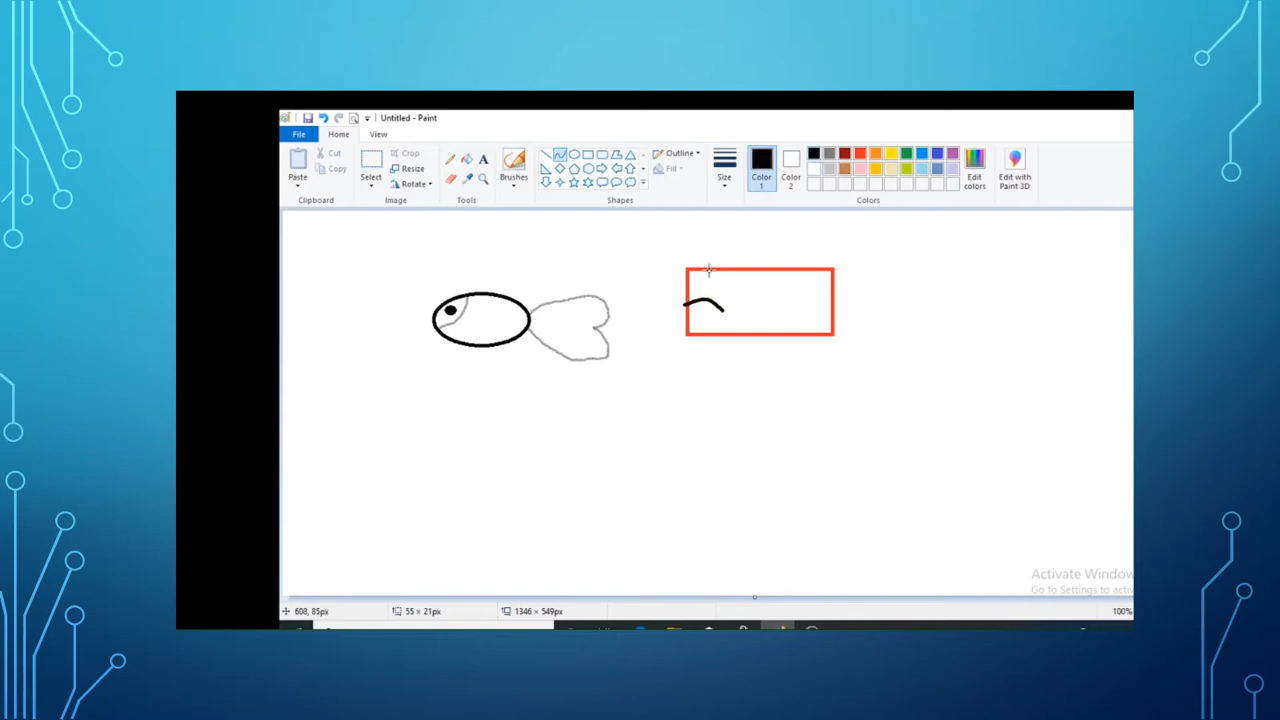 Untitled - Paint
File Home View
Paste
Cut
Copy
Clipboard
Select
Crop
Resize
Rotate
Image
A
Tools
Brushes
Shapes
Outline
Fill
Size
Color 1
Color 2
Colors
Edit colors
Edit with Paint 3D
Activate Window
Go to Settings to activ
608, 85px 55 × 21px 1346 × 549px 100%